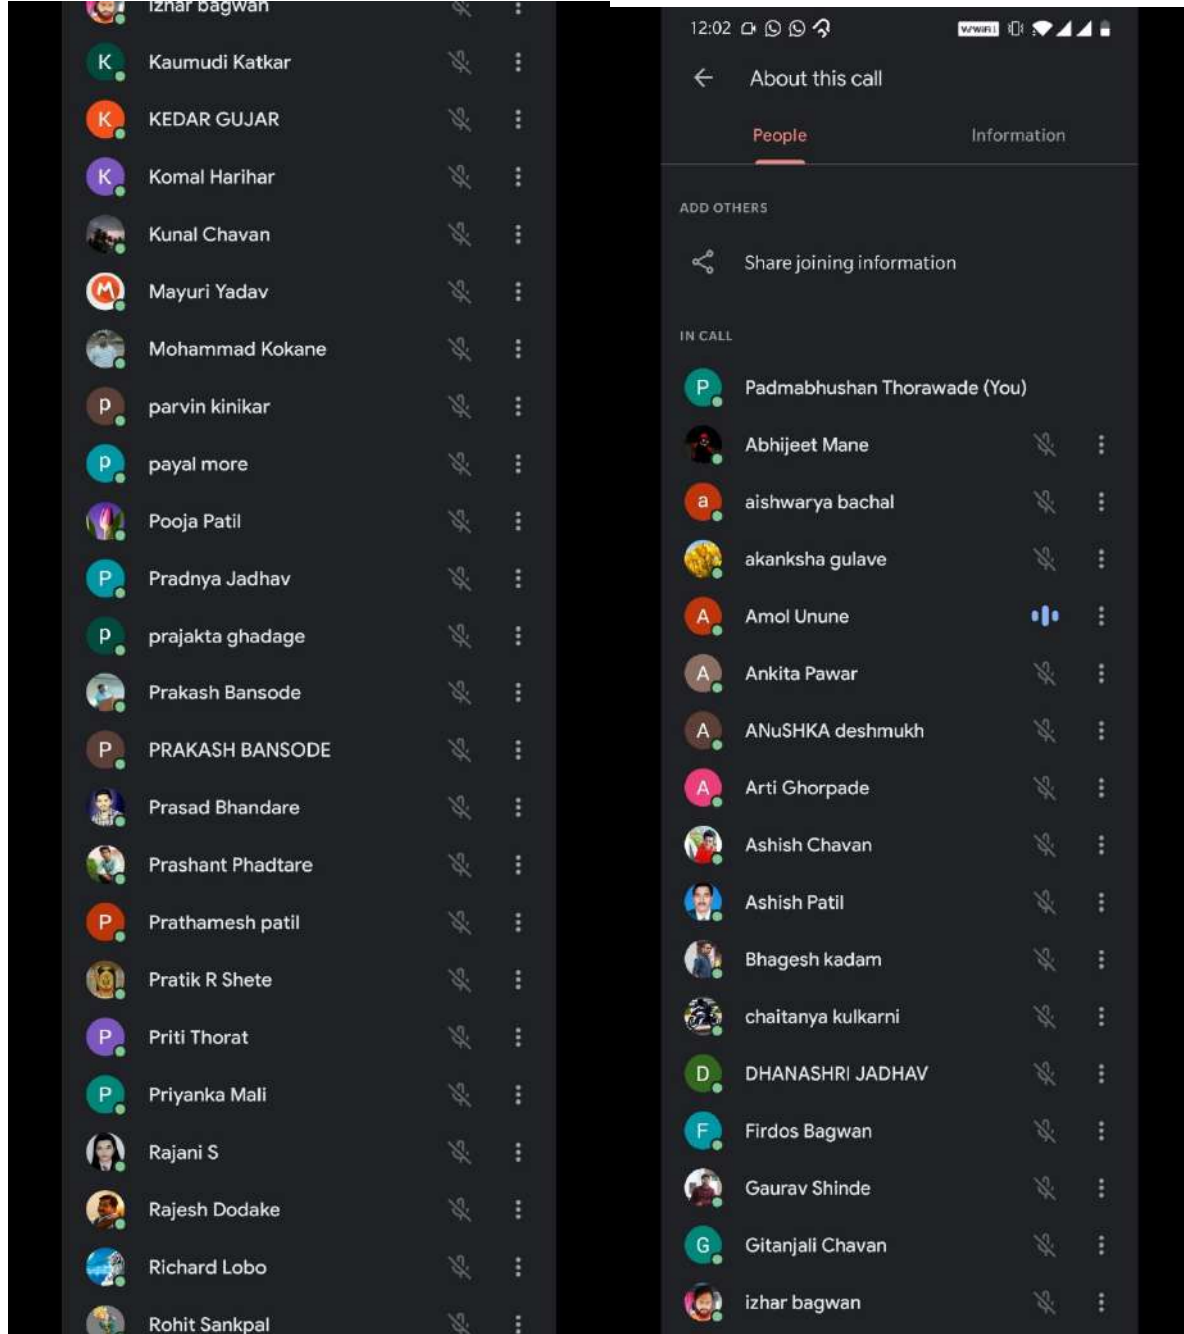 Iznar bagwan
K Kaumudi Katkar
K KEDAR GUJAR
K Komal Harihar
Kunal Chavan
M Mayuri Yadav
Mohammad Kokane
p parvin kinikar
p payal more
Pooja Patil
P Pradnya Jadhav
p prajakta ghadage
Prakash Bansode
P PRAKASH BANSODE
Prasad Bhandare
Prashant Phadtare
P Prathamesh patil
Pratik R Shete
P Priti Thorat
P Priyanka Mali
Rajani S
Rajesh Dodake
Richard Lobo
Rohit Sankpal
12:02
About this call
People Information
ADD OTHERS
Share joining information
IN CALL
P Padmabhushan Thorawade (You)
Abhijeet Mane
a aishwarya bachal
akanksha gulave
A Amol Unune
A Ankita Pawar
A ANuSHKA deshmukh
A Arti Ghorpade
Ashish Chavan
Ashish Patil
Bhagesh kadam
chaitanya kulkarni
D DHANASHRI JADHAV
F Firdos Bagwan
Gaurav Shinde
G Gitanjali Chavan
izhar bagwan